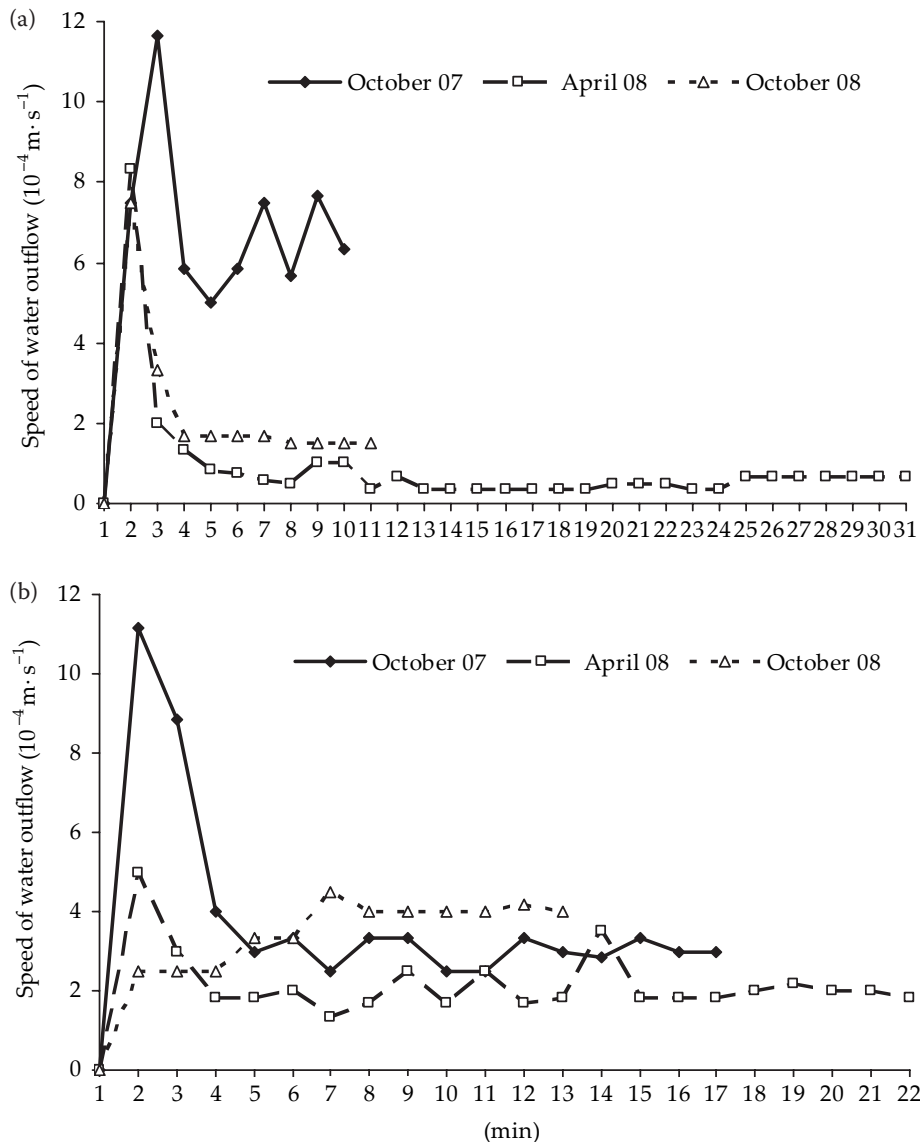 (a)
12
10
8
6
4
2
0
Speed of water outflow (10⁻⁴ m·s⁻¹)
October 07 April 08 October 08
1 2 3 4 5 6 7 8 9 10 11 12 13 14 15 16 17 18 19 20 21 22 23 24 25 26 27 28 29 30 31
(b)
12
10
8
6
4
2
0
Speed of water outflow (10⁻⁴ m·s⁻¹)
October 07 April 08 October 08
1 2 3 4 5 6 7 8 9 10 11 12 13 14 15 16 17 18 19 20 21 22
(min)